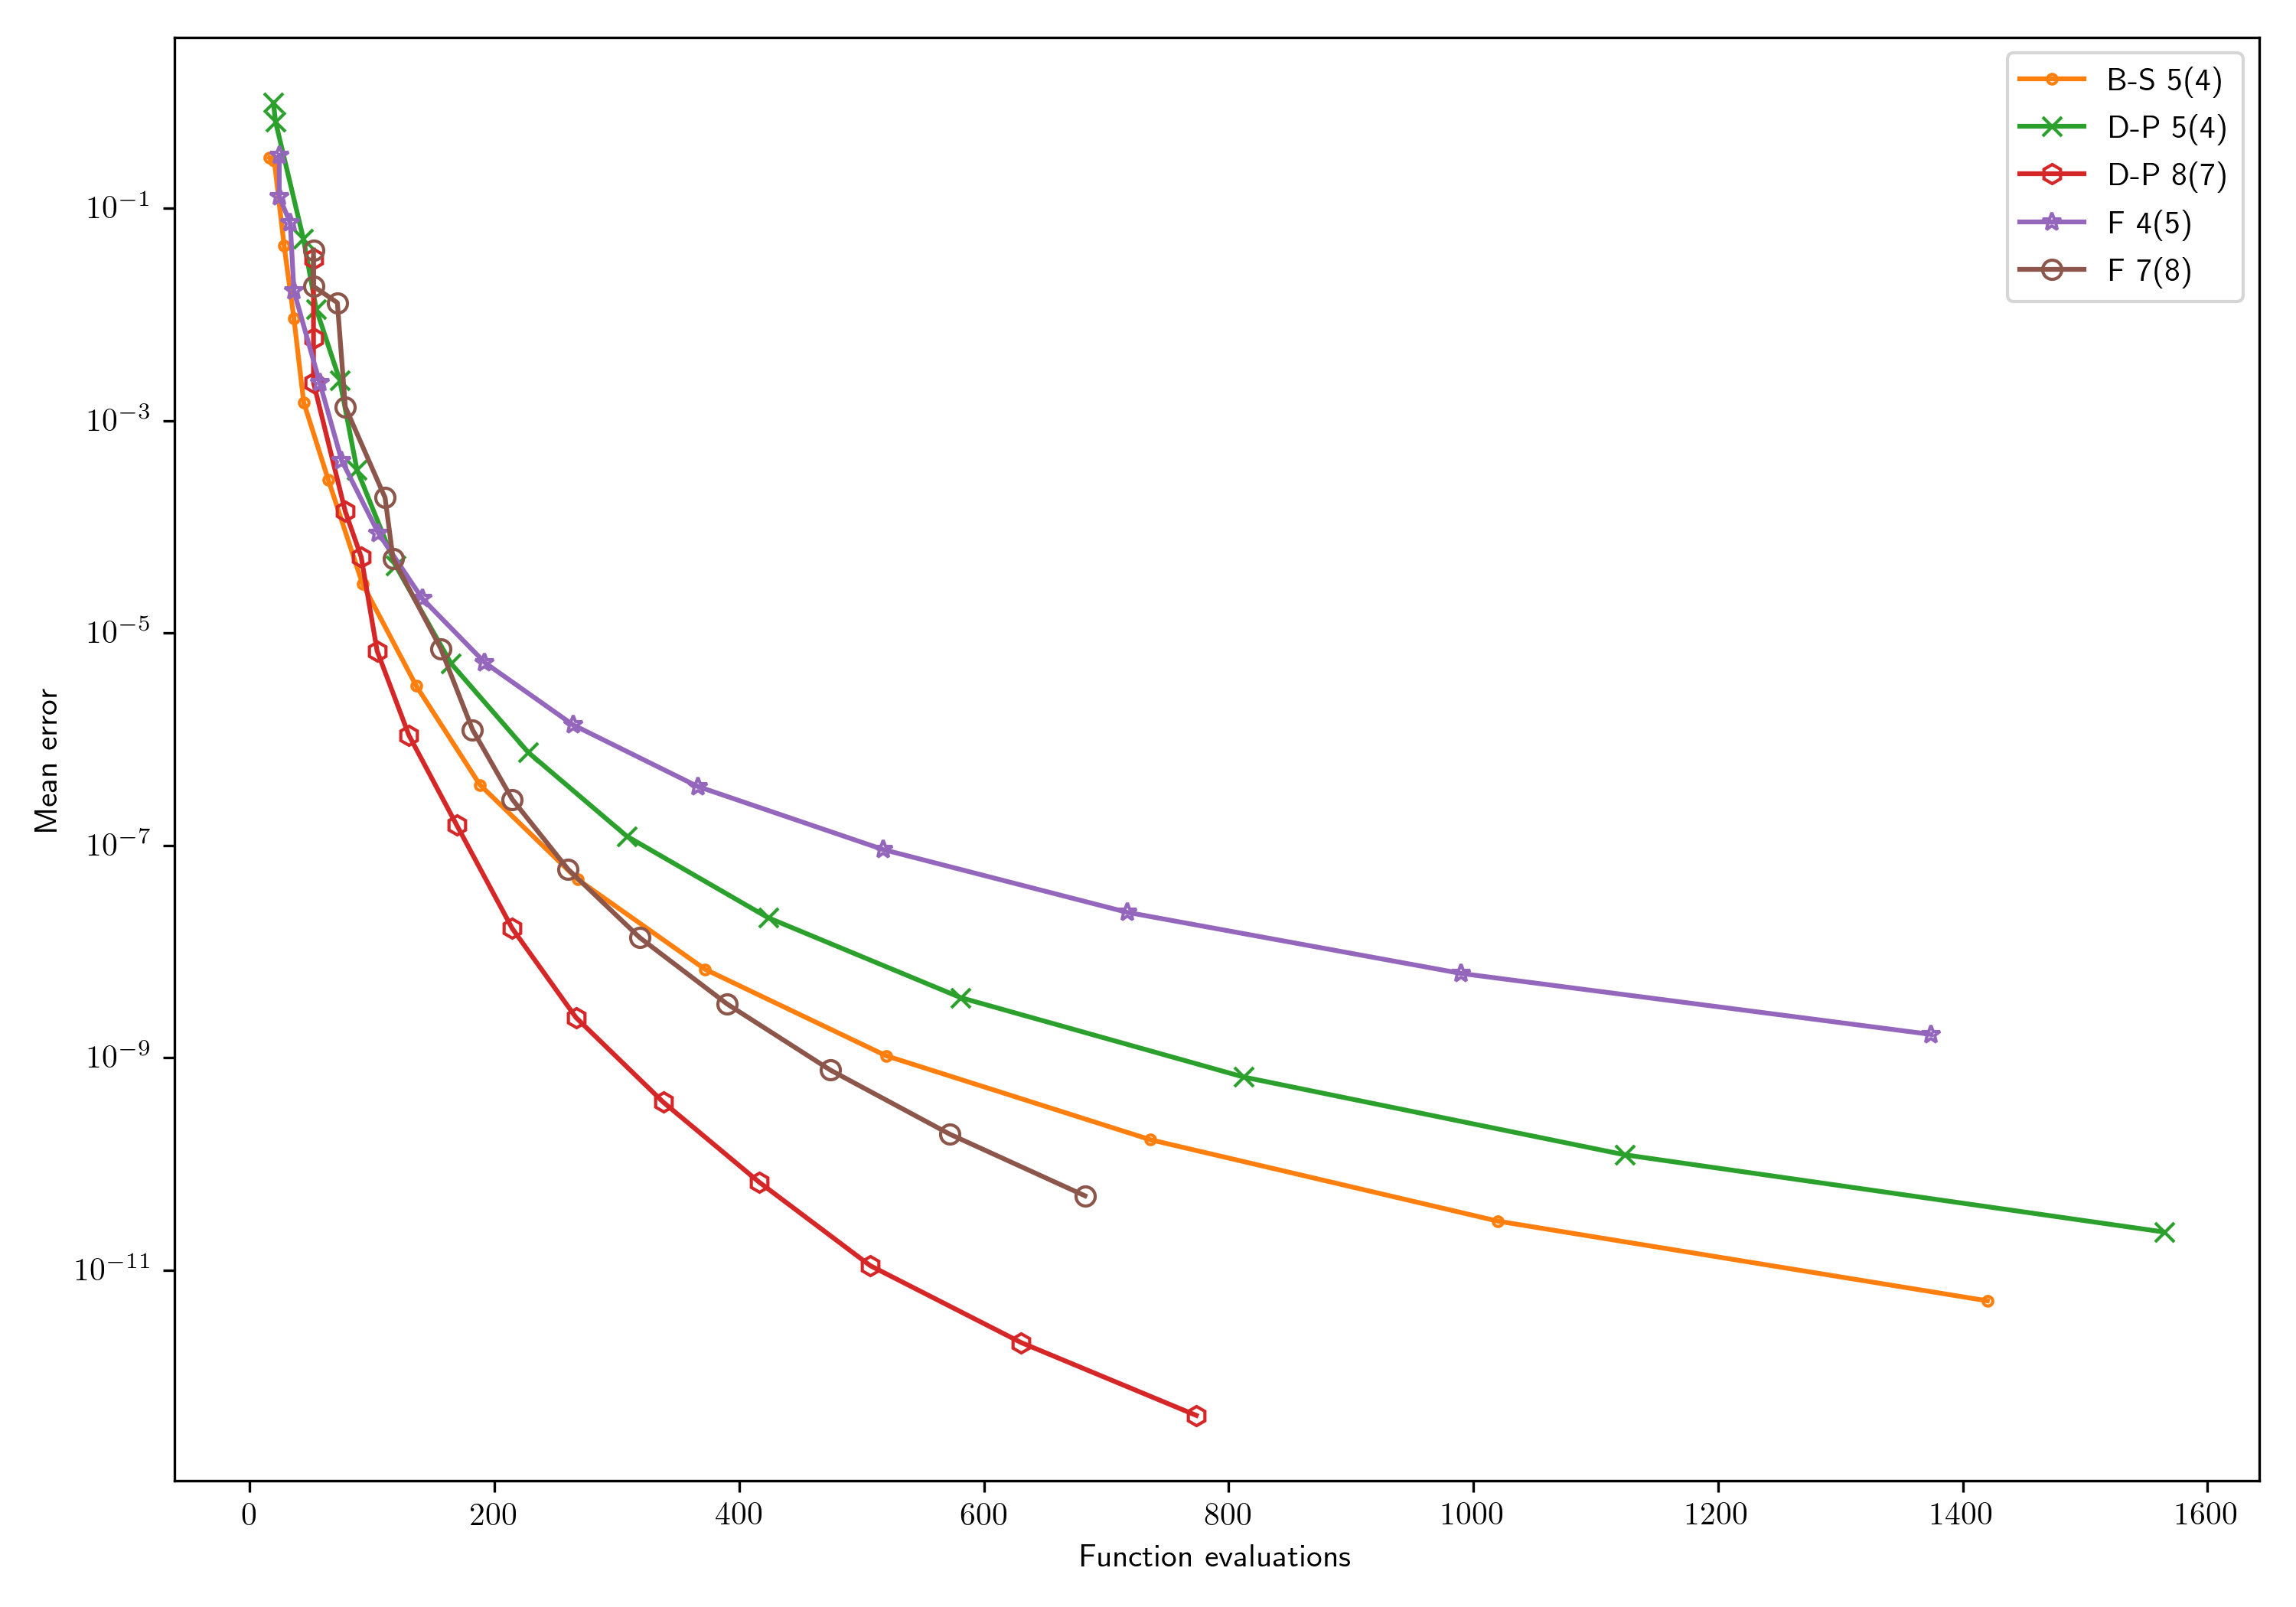 B-S 5(4)
D-P 5(4)
D-P 8(7)
F 4(5)
F 7(8)
10⁻¹
10⁻³
10⁻⁵
10⁻⁷
10⁻⁹
10⁻¹¹
Mean error
0 200 400 600 800 1000 1200 1400 1600
Function evaluations